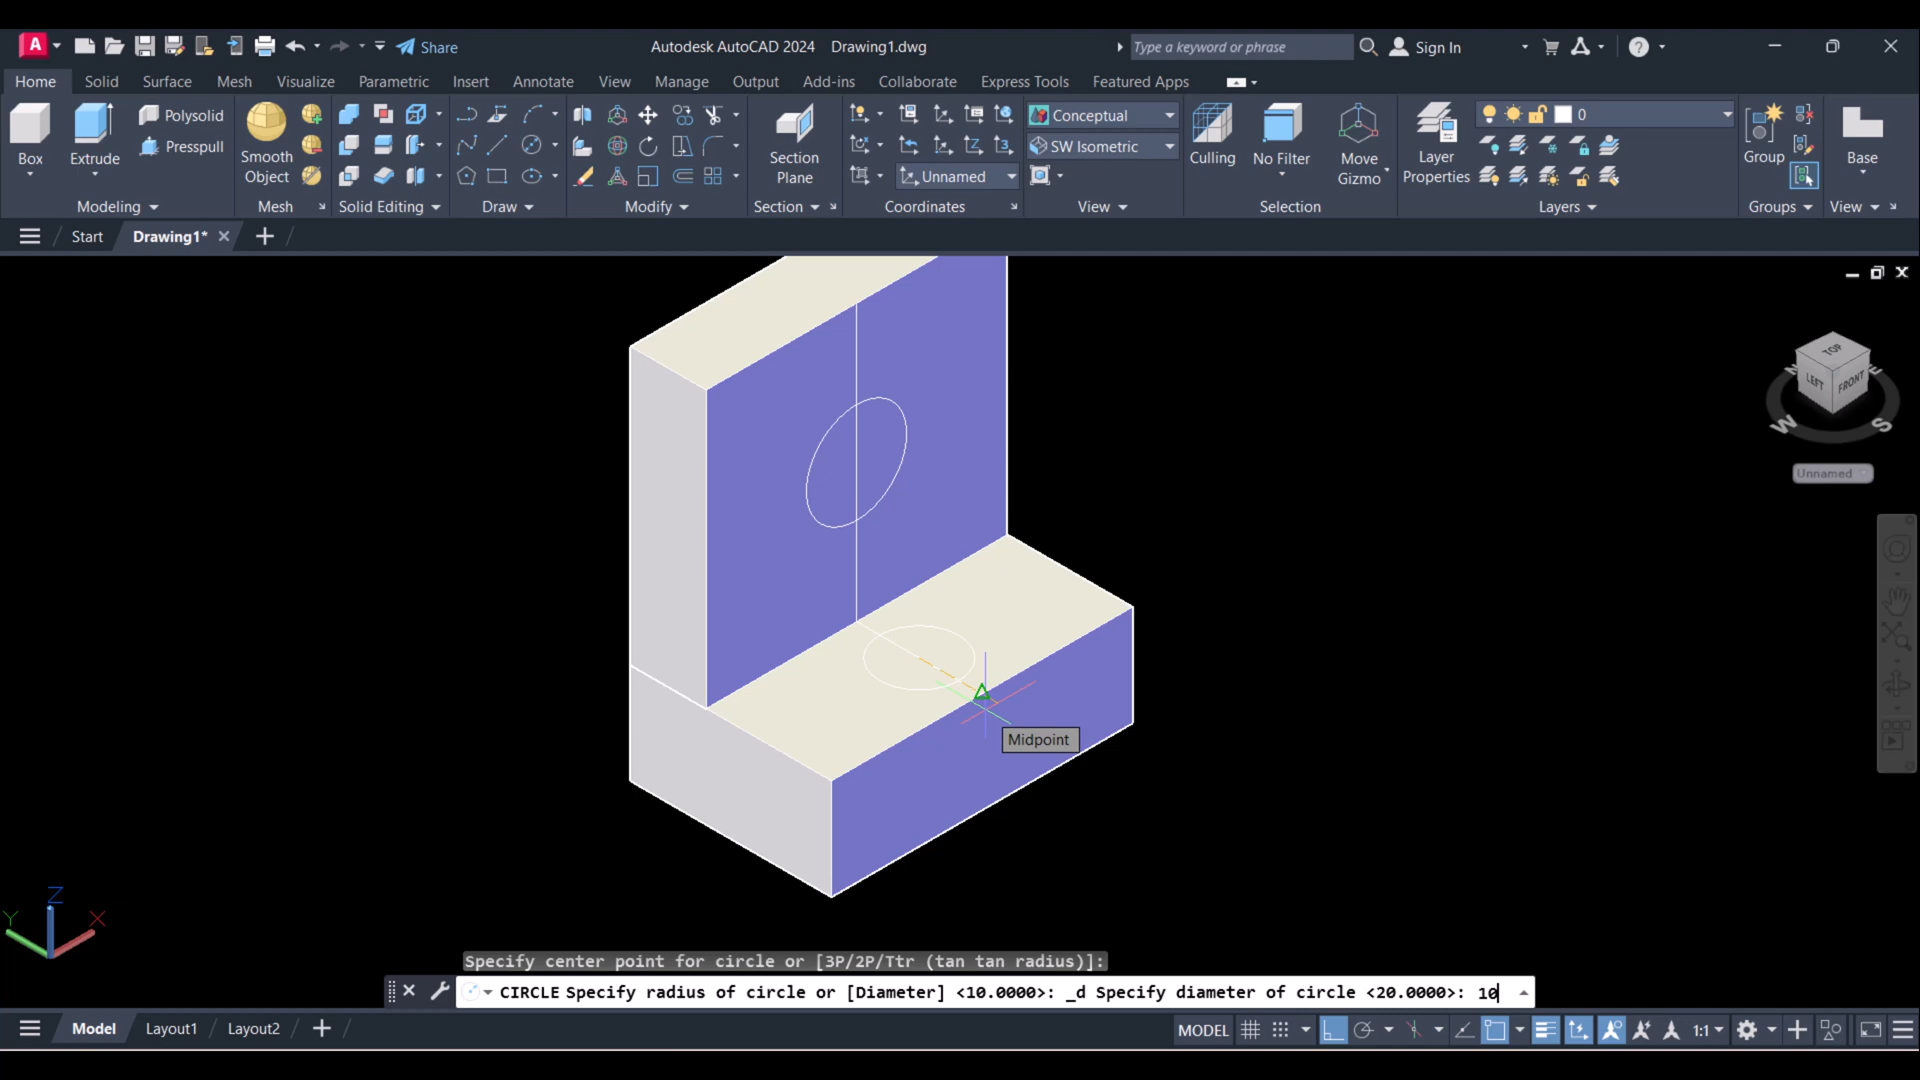 A Share Autodesk AutoCAD 2024 Drawing1.dwg Type a keyword or phrase Sign In ?
Home Solid Surface Mesh Visualize Parametric Insert Annotate View Manage Output Add-ins Collaborate Express Tools Featured Apps
Box
Extrude
Polysolid
Presspull
Smooth
Object
Section
Plane
Unnamed
Conceptual
SW Isometric
Culling
No Filter
Move
Gizmo
Layer
Properties
0
Group
Base
Modeling Mesh Solid Editing Draw Modify Section Coordinates View Selection Layers Groups View
Start Drawing1*
TOP
LEFT FRONT
W S
Unnamed
Midpoint
Z
Y X
Specify center point for circle or [3P/2P/Ttr (tan tan radius)]:
CIRCLE Specify radius of circle or [Diameter] <10.0000>: _d Specify diameter of circle <20.0000>: 10
Model Layout1 Layout2 MODEL 1:1